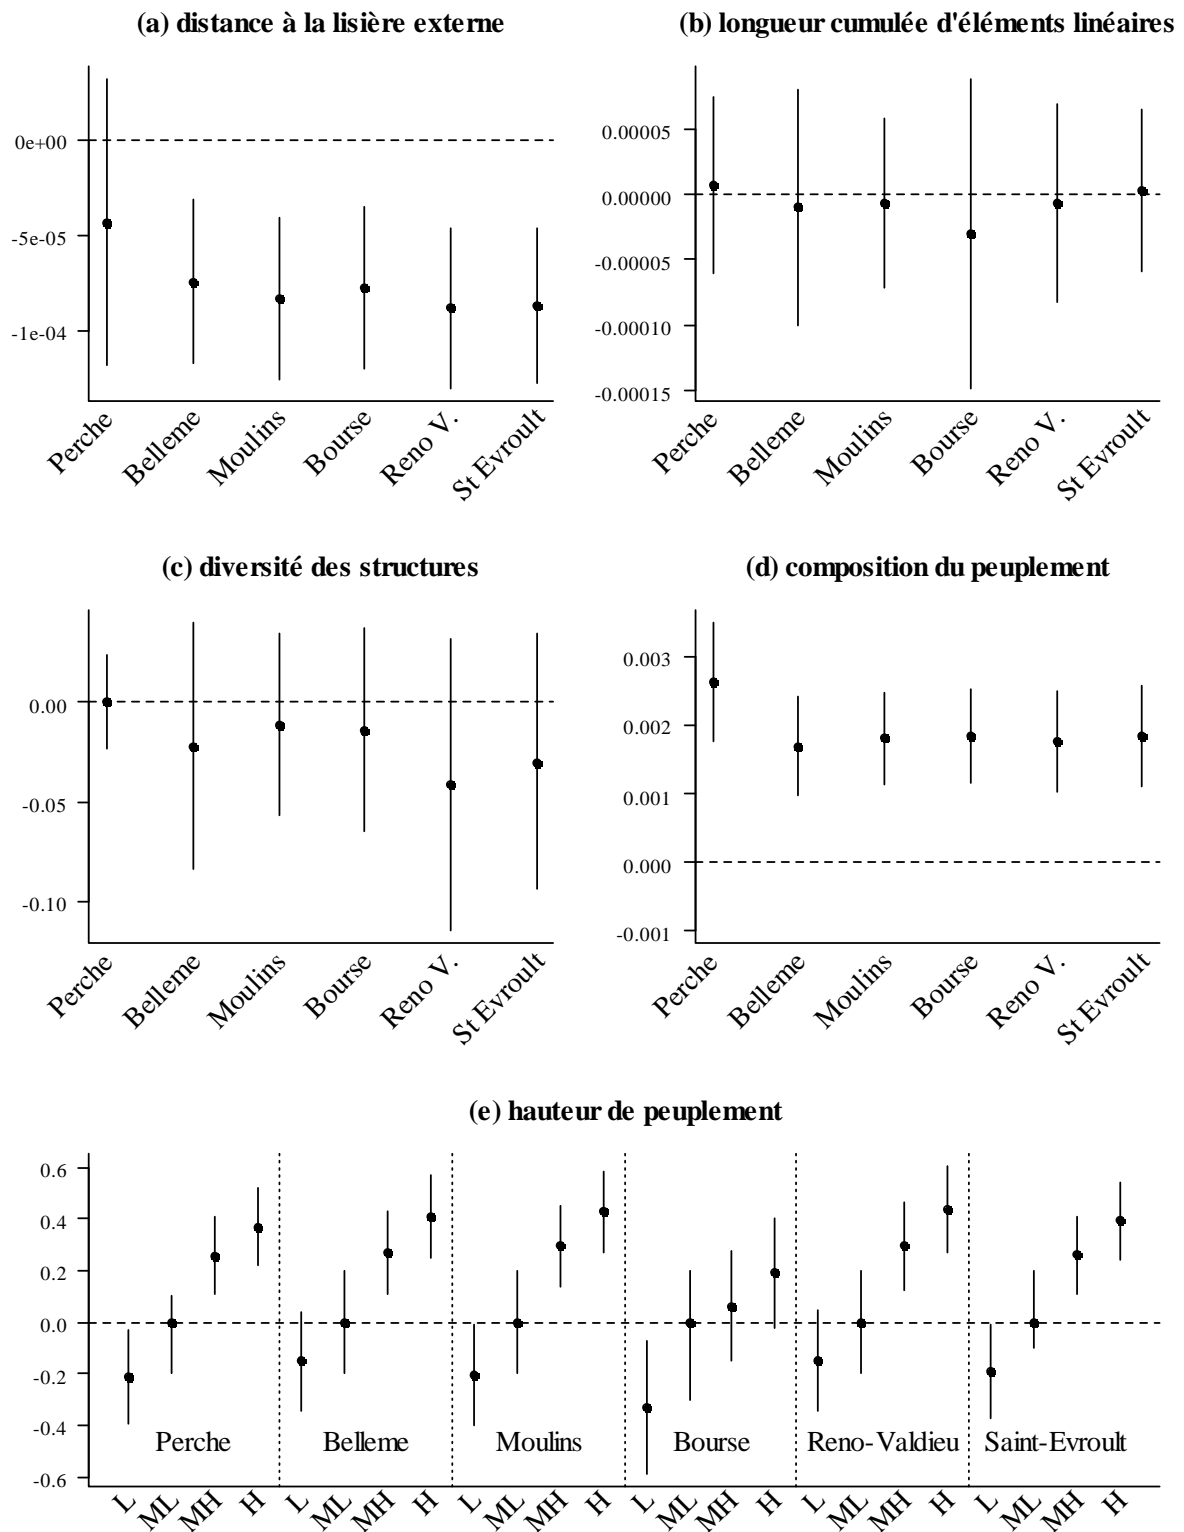 (a) distance à la lisière externe
0e+00
-5e-05
-1e-04
Perche
Belleme
Moulins
Bourse
Reno V.
St Evroult
(b) longueur cumulée d'éléments linéaires
0.00005
0.00000
-0.00005
-0.00010
-0.00015
Perche
Belleme
Moulins
Bourse
Reno V.
St Evroult
(c) diversité des structures
0.00
-0.05
-0.10
Perche
Belleme
Moulins
Bourse
Reno V.
St Evroult
(d) composition du peuplement
0.003
0.002
0.001
0.000
-0.001
Perche
Belleme
Moulins
Bourse
Reno V.
St Evroult
(e) hauteur de peuplement
0.6
0.4
0.2
0.0
-0.2
-0.4
-0.6
Perche Belleme Moulins Bourse Reno-Valdieu Saint-Evroult
L ML MH H L ML MH H L ML MH H L ML MH H L ML MH H L ML MH H